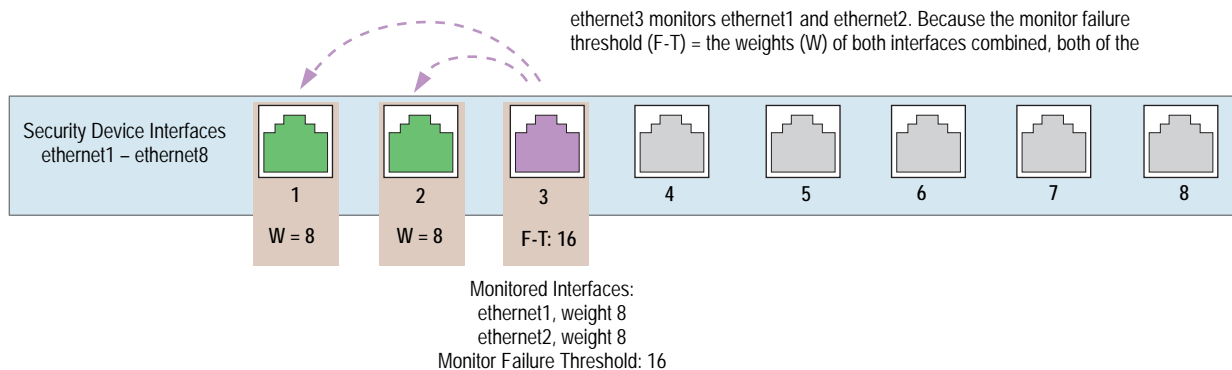 ethernet3 monitors ethernet1 and ethernet2. Because the monitor failure
threshold (F-T) = the weights (W) of both interfaces combined, both of the
Security Device Interfaces
ethernet1 – ethernet8
1
2
3
4
5
6
7
8
W = 8
W = 8
F-T: 16
Monitored Interfaces:
ethernet1, weight 8
ethernet2, weight 8
Monitor Failure Threshold: 16